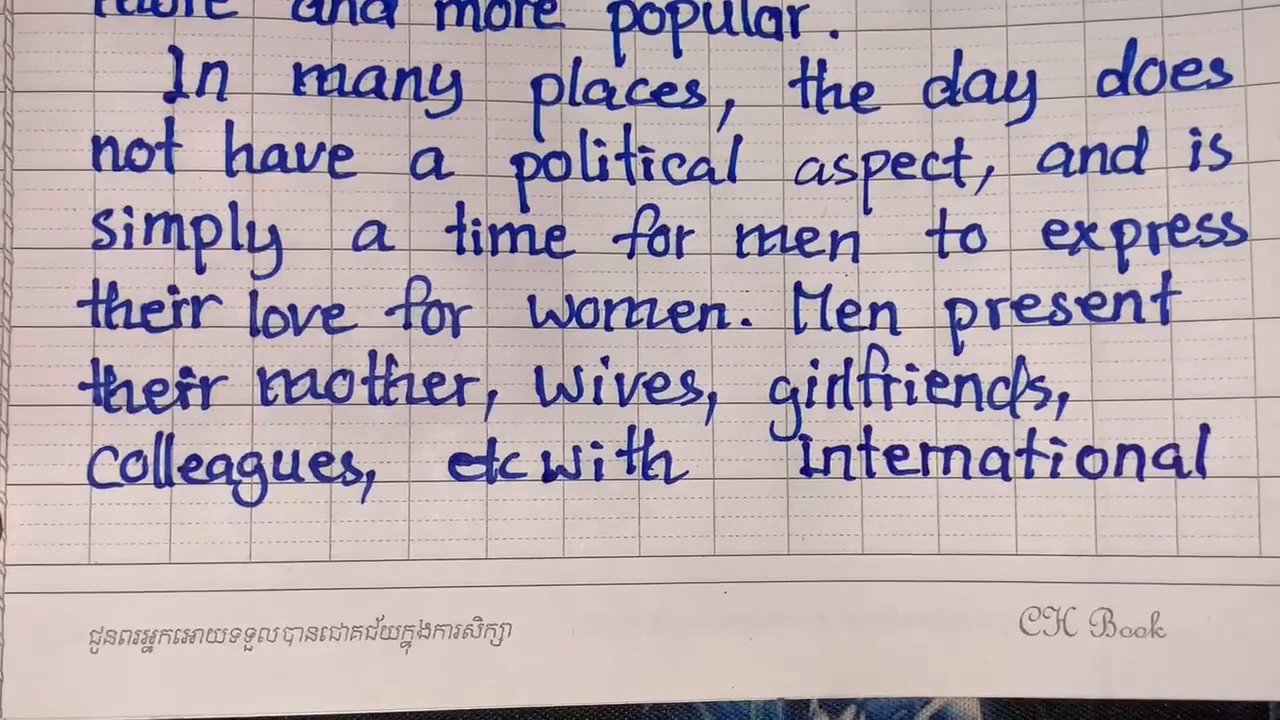 more and more popular.
In many places, the day does
not have a political aspect, and is
simply a time for men to express
their love for women. Men present
their mother, wives, girlfriends,
colleagues, etc with International
ជូនពរអ្នកអោយទទួលបានជោគជ័យក្នុងការសិក្សា
CH Book